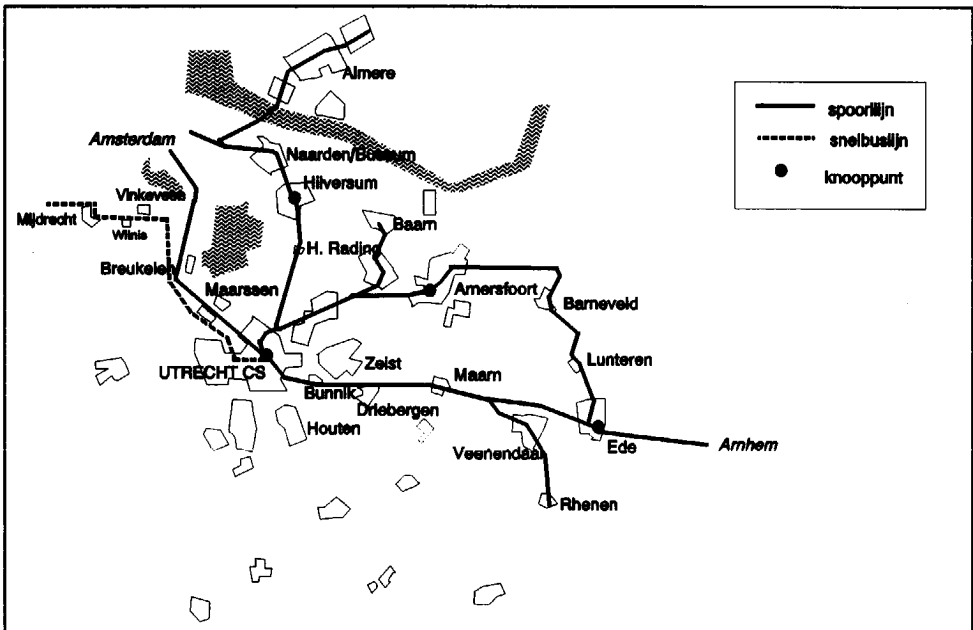 Almere
spoorlijn
snelbuslijn
knooppunt
Amsterdam
Naarden/Bussum
Hilversum
Vinkeveen
Mijdrecht
Wilnis
Baarn
H. Rading
Breukelen
Maarssen
Amersfoort
Barneveld
UTRECHT CS
Zeist
Maarn
Lunteren
Bunnik
Driebergen
Houten
Veenendaal
Ede
Arnhem
Rhenen